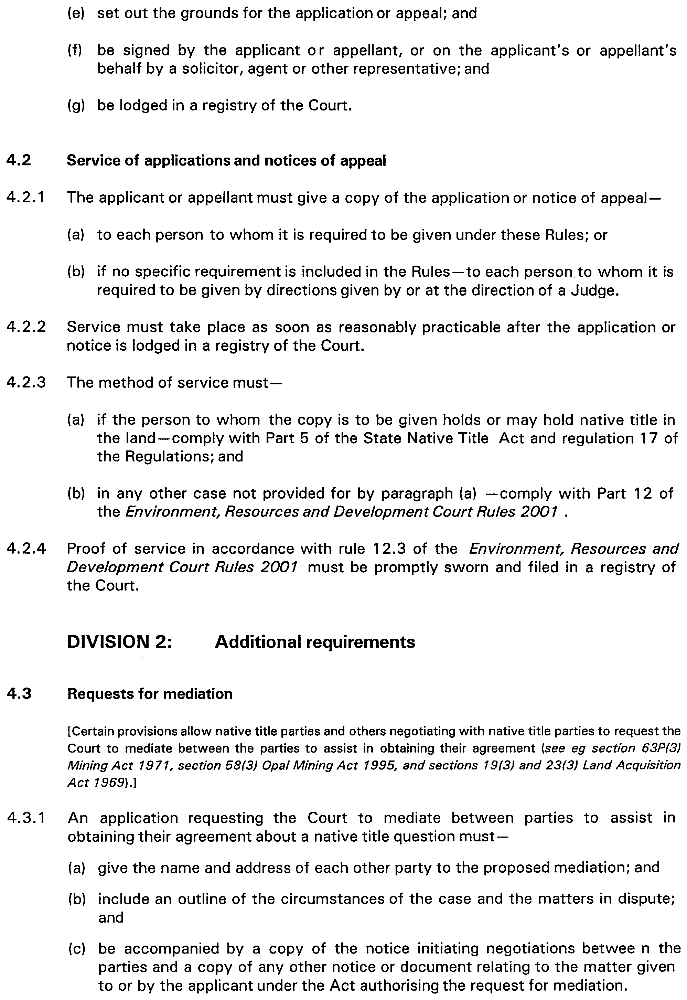 (e) set out the grounds for the application or appeal; and
(f) be signed by the applicant or appellant, or on the applicant's or appellant's
behalf by a solicitor, agent or other representative; and
(g) be lodged in a registry of the Court.
4.2 Service of applications and notices of appeal
4.2.1 The applicant or appellant must give a copy of the application or notice of appeal—
(a) to each person to whom it is required to be given under these Rules; or
(b) if no specific requirement is included in the Rules—to each person to whom it is
required to be given by directions given by or at the direction of a Judge.
4.2.2 Service must take place as soon as reasonably practicable after the application or
notice is lodged in a registry of the Court.
4.2.3 The method of service must—
(a) if the person to whom the copy is to be given holds or may hold native title in
the land—comply with Part 5 of the State Native Title Act and regulation 17 of
the Regulations; and
(b) in any other case not provided for by paragraph (a) —comply with Part 12 of
the Environment, Resources and Development Court Rules 2001 .
4.2.4 Proof of service in accordance with rule 12.3 of the Environment, Resources and
Development Court Rules 2001 must be promptly sworn and filed in a registry of
the Court.
DIVISION 2: Additional requirements
4.3 Requests for mediation
[Certain provisions allow native title parties and others negotiating with native title parties to request the
Court to mediate between the parties to assist in obtaining their agreement (see eg section 63P(3)
Mining Act 1971, section 58(3) Opal Mining Act 1995, and sections 19(3) and 23(3) Land Acquisition
Act 1969).]
4.3.1 An application requesting the Court to mediate between parties to assist in
obtaining their agreement about a native title question must—
(a) give the name and address of each other party to the proposed mediation; and
(b) include an outline of the circumstances of the case and the matters in dispute;
and
(c) be accompanied by a copy of the notice initiating negotiations betwee n the
parties and a copy of any other notice or document relating to the matter given
to or by the applicant under the Act authorising the request for mediation.